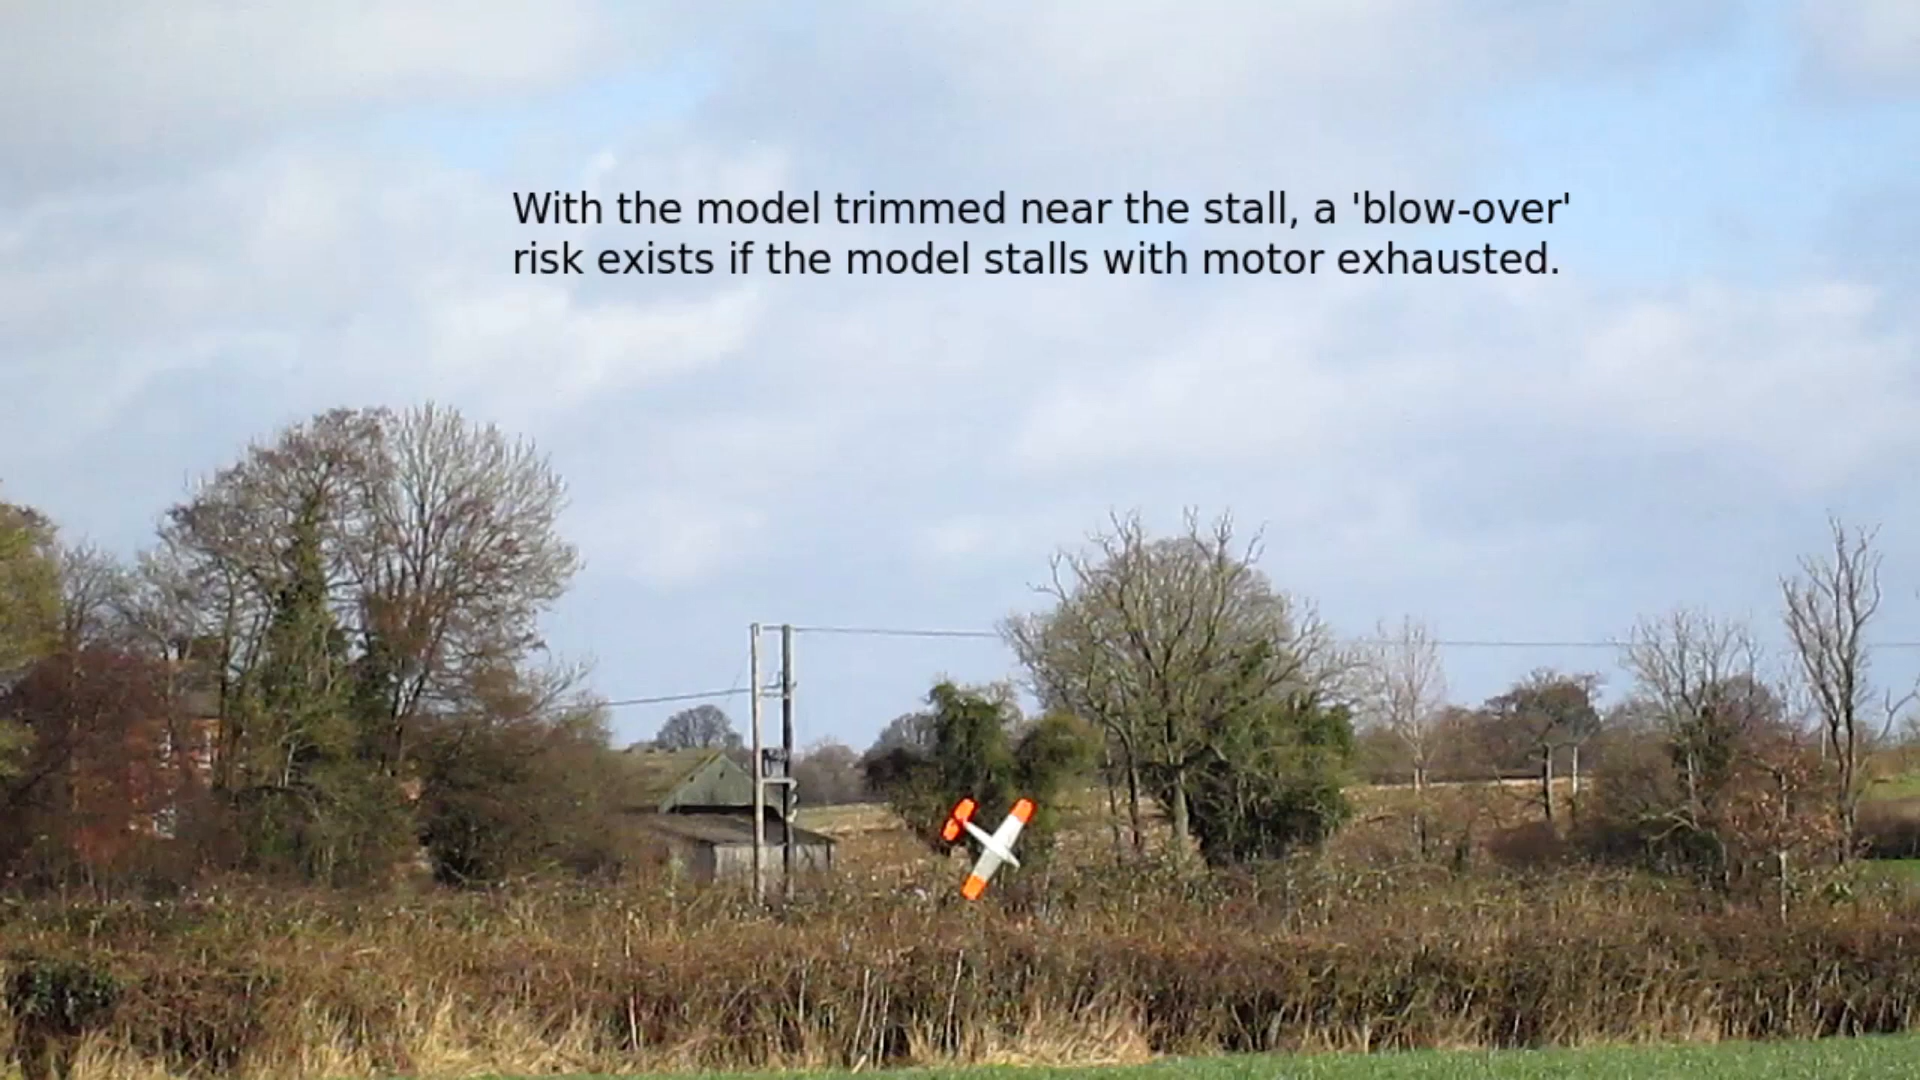 With the model trimmed near the stall, a 'blow-over'
risk exists if the model stalls with motor exhausted.